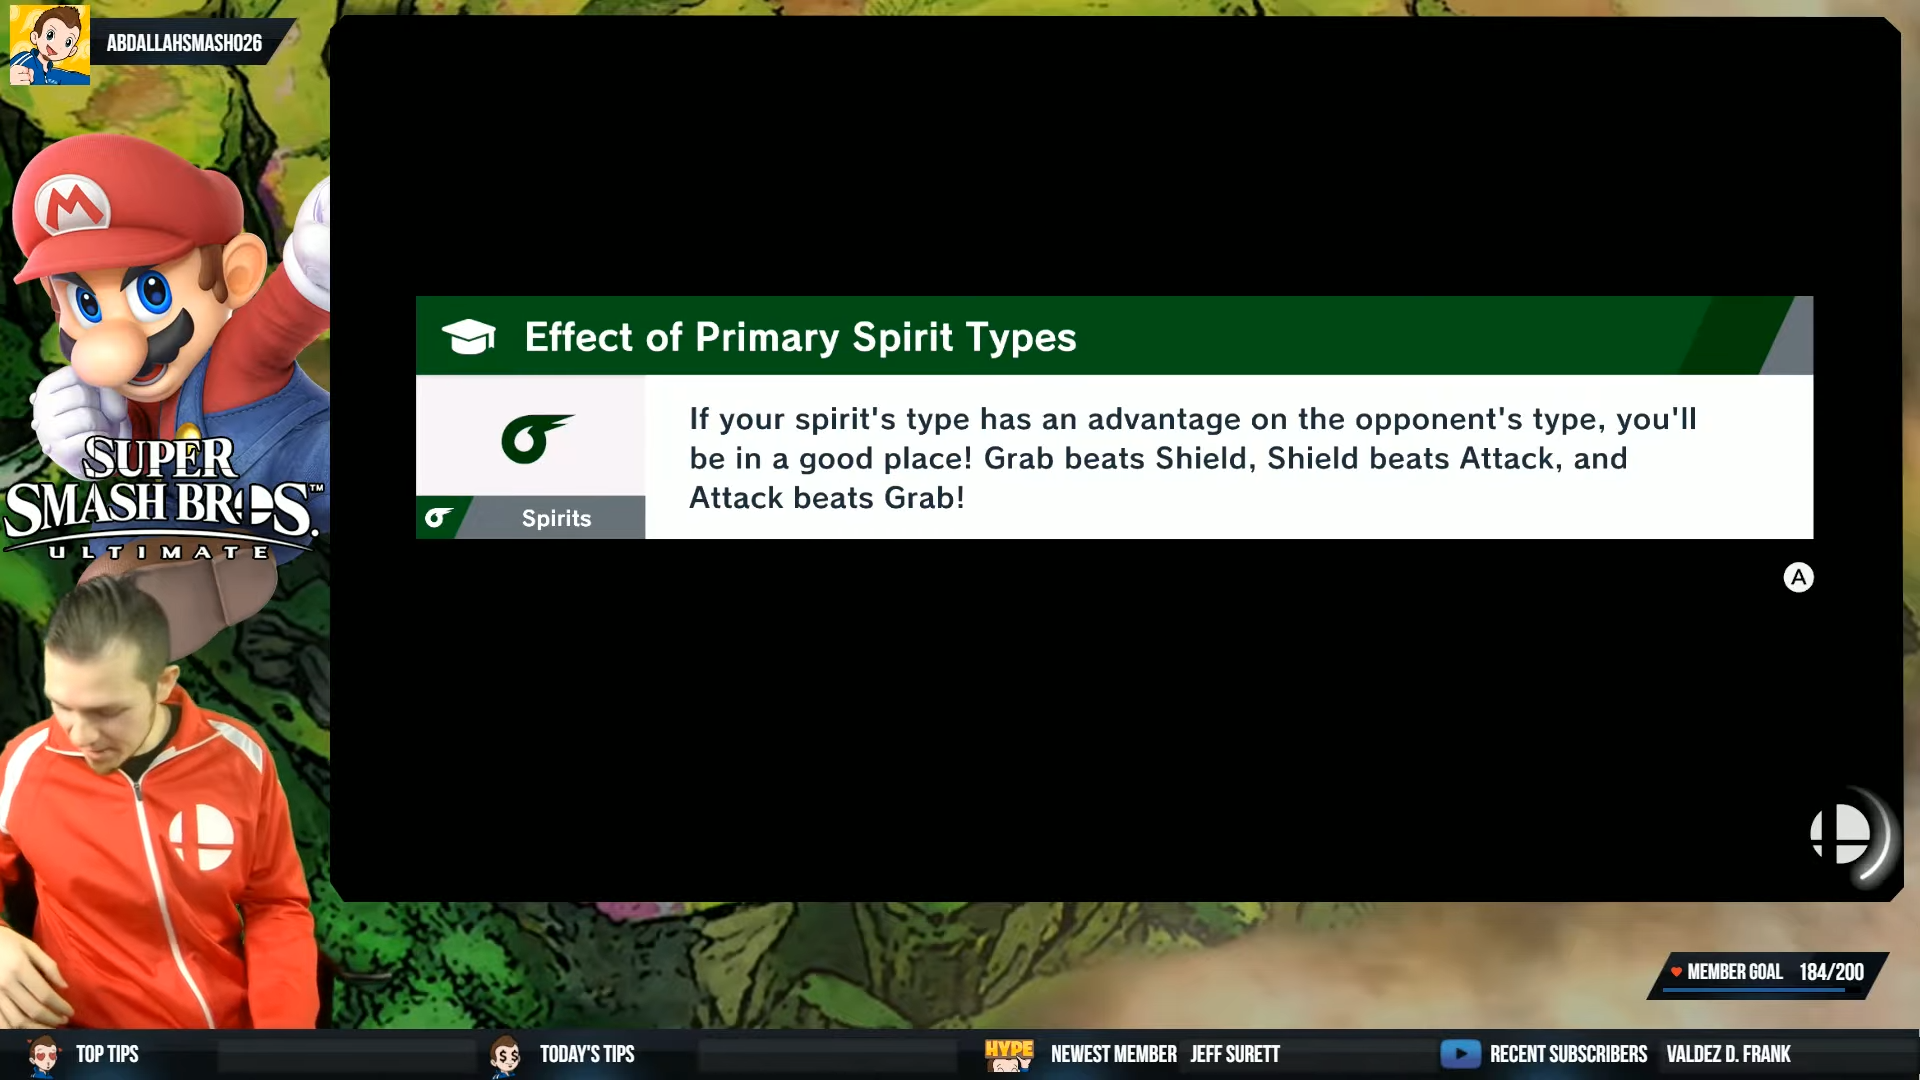 ABDALLAHSMASH026
M
SUPER
SMASH BROS.™
ULTIMATE
Effect of Primary Spirit Types
If your spirit's type has an advantage on the opponent's type, you'll
be in a good place! Grab beats Shield, Shield beats Attack, and
Attack beats Grab!
Spirits
A
MEMBER GOAL 184/200
TOP TIPS
TODAY'S TIPS
HYPE
NEWEST MEMBER JEFF SURETT
RECENT SUBSCRIBERS VALDEZ D. FRANK